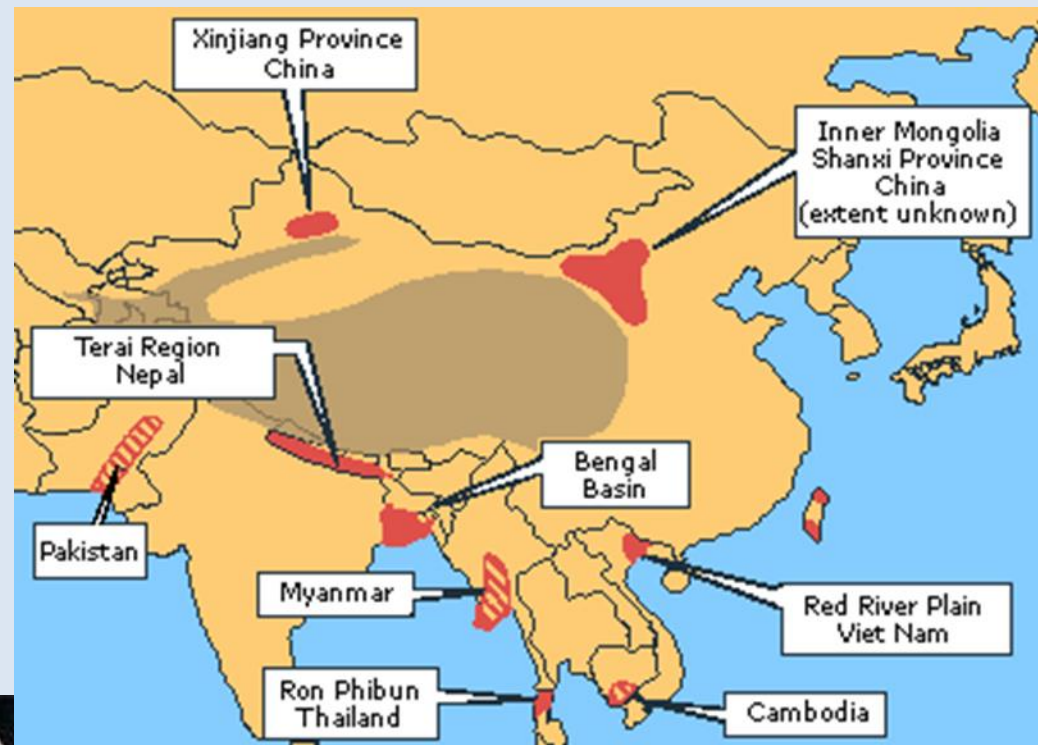 Xinjiang Province
China
Inner Mongolia
Shanxi Province
China
(extent unknown)
Terai Region
Nepal
Bengal
Basin
Pakistan
Myanmar
Red River Plain
Viet Nam
Ron Phibun
Thailand
Cambodia